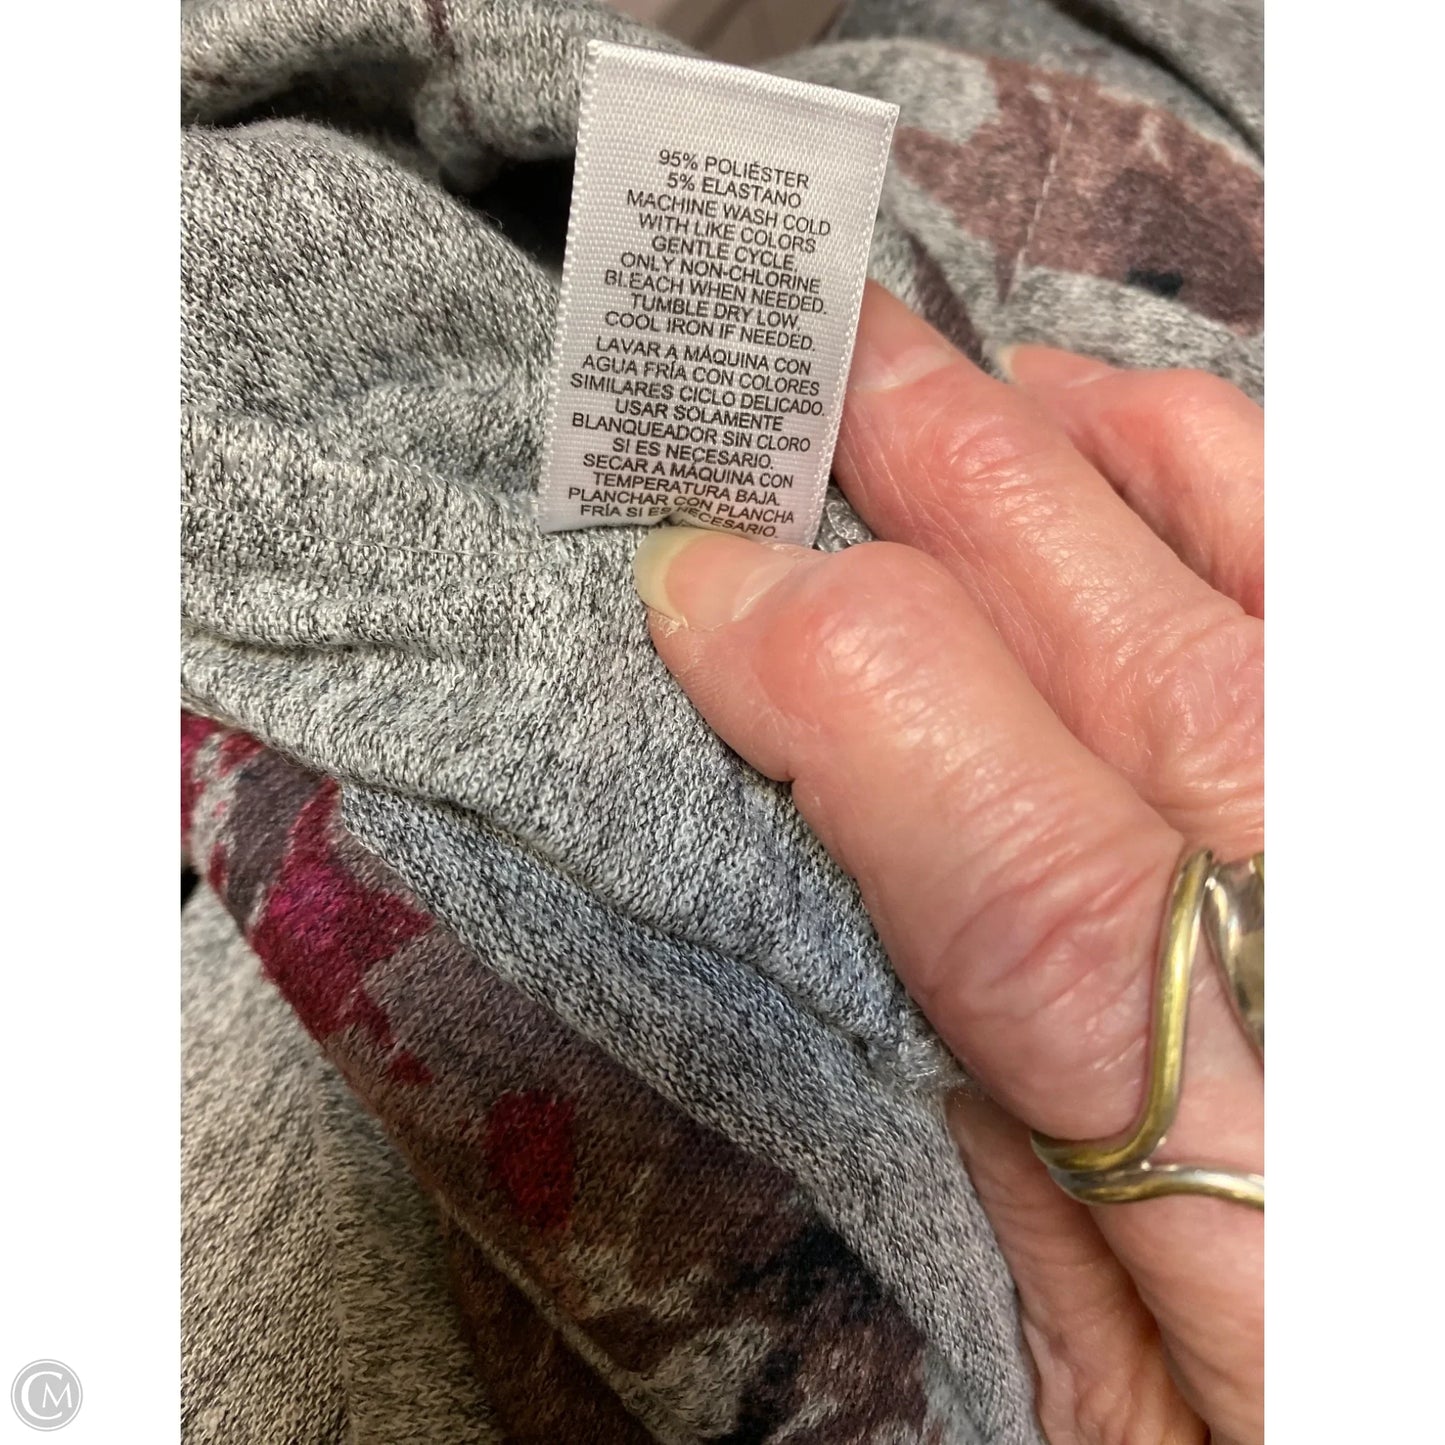 95% POLIÉSTER
5% ELASTANO
MACHINE WASH COLD
WITH LIKE COLORS
GENTLE CYCLE,
ONLY NON-CHLORINE
BLEACH WHEN NEEDED.
TUMBLE DRY LOW,
COOL IRON IF NEEDED.
LAVAR A MÁQUINA CON
AGUA FRÍA CON COLORES
SIMILARES CICLO DELICADO.
USAR SOLAMENTE
BLANQUEADOR SIN CLORO
SI ES NECESARIO.
SECAR A MÁQUINA CON
TEMPERATURA BAJA.
PLANCHAR CON PLANCHA
FRÍA SI ES NECESARIO.
CM